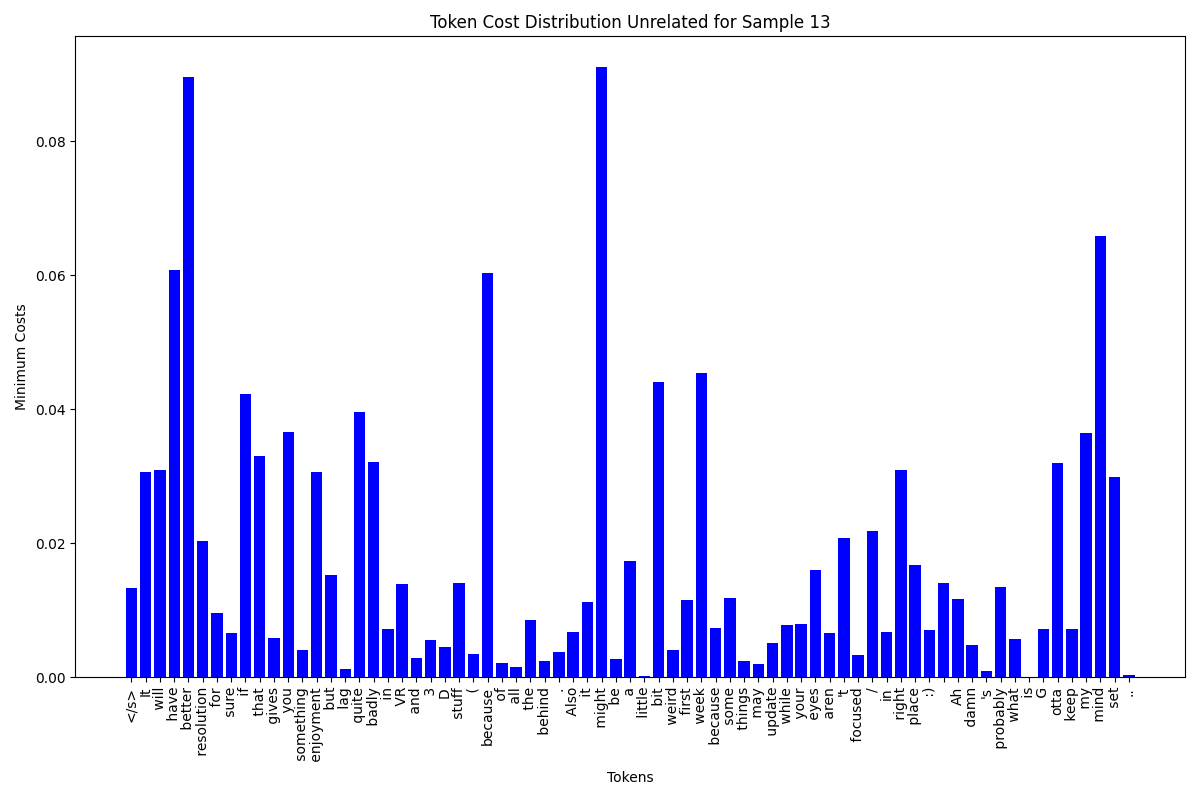 Token Cost Distribution Unrelated for Sample 13
Minimum Costs
0.08
0.06
0.04
0.02
0.00
</s> It will have better resolution for sure if that gives you something enjoyment but lag quite badly in VR and 3 D stuff ( because of all the behind . Also it might be a little bit weird first week because some things may update while your eyes aren 't focused / in right place :) Ah damn 's probably what is G otta keep my mind set ..
Tokens